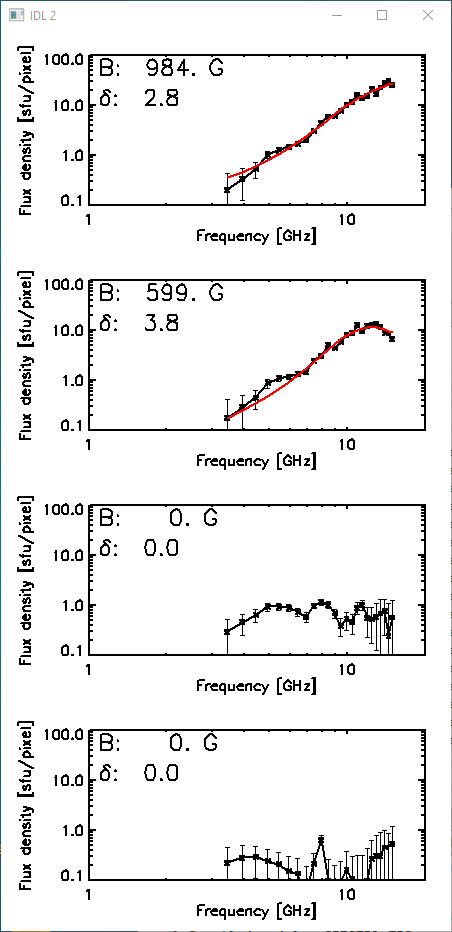 IDL 2
Flux density [sfu/pixel]
100.0
10.0
1.0
0.1
B: 984. G
δ: 2.8
1
10
Frequency [GHz]
Flux density [sfu/pixel]
100.0
10.0
1.0
0.1
B: 599. G
δ: 3.8
1
10
Frequency [GHz]
Flux density [sfu/pixel]
100.0
10.0
1.0
0.1
B: 0. G
δ: 0.0
1
10
Frequency [GHz]
Flux density [sfu/pixel]
100.0
10.0
1.0
0.1
B: 0. G
δ: 0.0
1
10
Frequency [GHz]